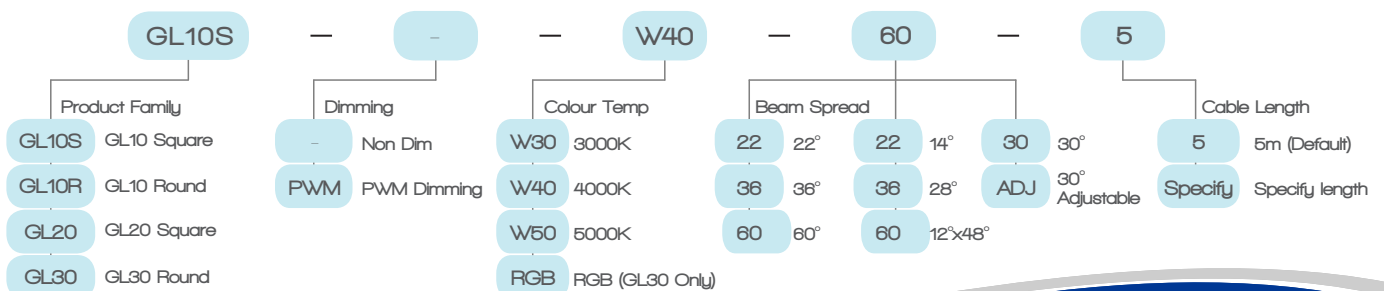 GL10S – - – W40 – 60 – 5
Product Family
GL10S GL10 Square
GL10R GL10 Round
GL20 GL20 Square
GL30 GL30 Round
Dimming
- Non Dim
PWM PWM Dimming
Colour Temp
W30 3000K
W40 4000K
W50 5000K
RGB RGB (GL30 Only)
Beam Spread
22 22° 22 14° 30 30°
36 36° 36 28° ADJ 30°
Adjustable
60 60° 60 12°x48°
Cable Length
5 5m (Default)
Specify Specify length